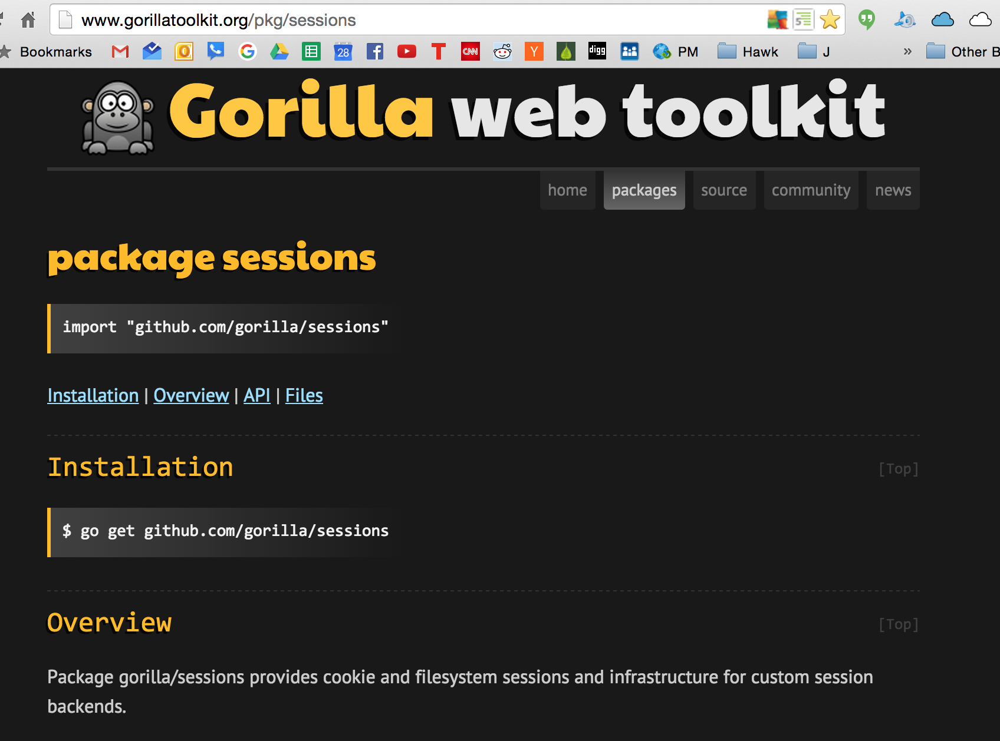 www.gorillatoolkit.org/pkg/sessions
Bookmarks 28 T CNN Y digg PM Hawk J » Other B
Gorilla web toolkit
home packages source community news
package sessions
import "github.com/gorilla/sessions"
Installation | Overview | API | Files
Installation [Top]
$ go get github.com/gorilla/sessions
Overview [Top]
Package gorilla/sessions provides cookie and filesystem sessions and infrastructure for custom session
backends.